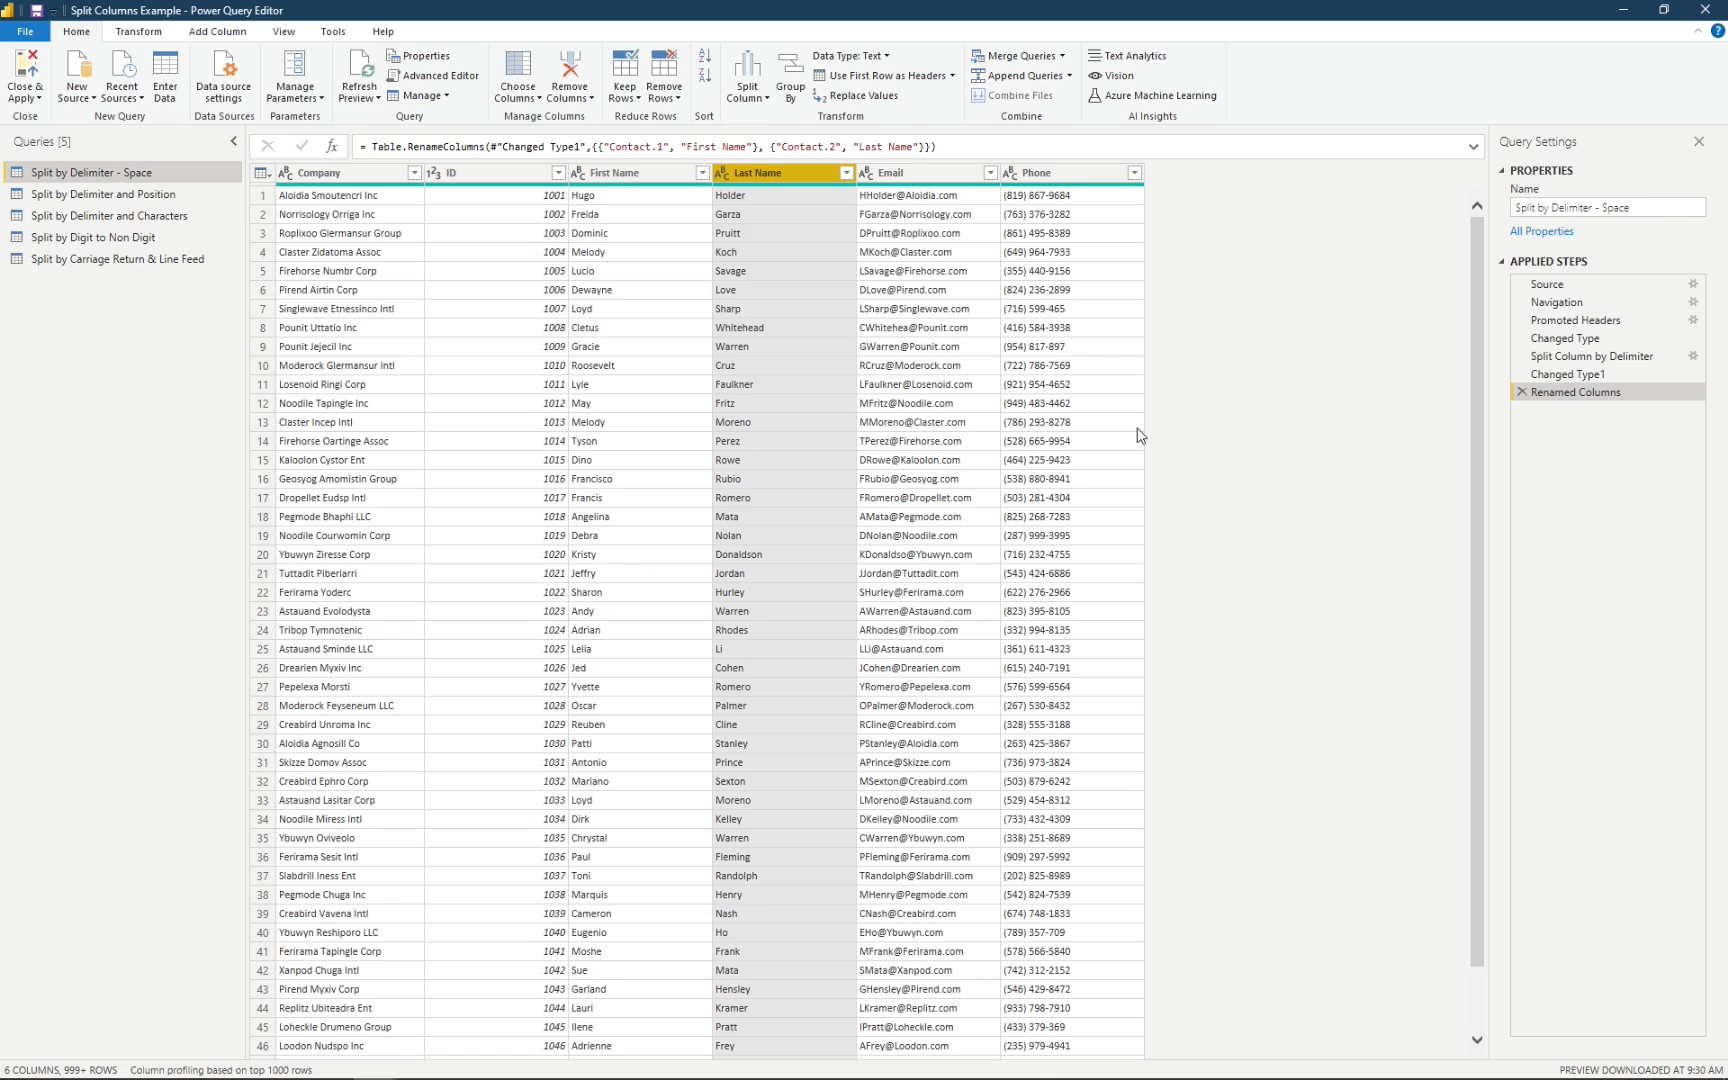 Split Columns Example - Power Query Editor
File Home Transform Add Column View Tools Help
Close & Apply New Source Recent Sources Enter Data Data source settings Manage Parameters Refresh Preview Properties Advanced Editor Manage Choose Columns Remove Columns Keep Rows Remove Rows Split Column Group By Data Type: Text Use First Row as Headers Replace Values Merge Queries Append Queries Combine Files Text Analytics Vision Azure Machine Learning
Close New Query Data Sources Parameters Query Manage Columns Reduce Rows Sort Transform Combine AI Insights
Queries [5]
Split by Delimiter - Space
Split by Delimiter and Position
Split by Delimiter and Characters
Split by Digit to Non Digit
Split by Carriage Return & Line Feed
= Table.RenameColumns(#"Changed Type1",{{"Contact.1", "First Name"}, {"Contact.2", "Last Name"}})
Company ID First Name Last Name Email Phone
1 Aloidia Smoutencri Inc 1001 Hugo Holder HHolder@Aloidia.com (819) 867-9684
2 Norrisology Orriga Inc 1002 Freida Garza FGarza@Norrisology.com (763) 376-3282
3 Roplixoo Glermansur Group 1003 Dominic Pruitt DPruitt@Roplixoo.com (861) 495-8389
4 Claster Zidatoma Assoc 1004 Melody Koch MKoch@Claster.com (649) 964-7933
5 Firehorse Numbr Corp 1005 Lucio Savage LSavage@Firehorse.com (355) 440-9156
6 Pirend Airtin Corp 1006 Dewayne Love DLove@Pirend.com (824) 236-2899
7 Singlewave Etnessinco Intl 1007 Loyd Sharp LSharp@Singlewave.com (716) 599-465
8 Pounit Uttatio Inc 1008 Cletus Whitehead CWhitehea@Pounit.com (416) 584-3938
9 Pounit Jejecil Inc 1009 Gracie Warren GWarren@Pounit.com (954) 817-897
10 Moderock Glermansur Intl 1010 Roosevelt Cruz RCruz@Moderock.com (722) 786-7569
11 Losenoid Ringi Corp 1011 Lyle Faulkner LFaulkner@Losenoid.com (921) 954-4652
12 Noodile Tapingle Inc 1012 May Fritz MFritz@Noodile.com (949) 483-4462
13 Claster Incep Intl 1013 Melody Moreno MMoreno@Claster.com (786) 293-8278
14 Firehorse Oartinge Assoc 1014 Tyson Perez TPerez@Firehorse.com (528) 665-9954
15 Kaloolon Cystor Ent 1015 Dino Rowe DRowe@Kaloolon.com (464) 225-9423
16 Geosyog Amomistin Group 1016 Francisco Rubio FRubio@Geosyog.com (538) 880-8941
17 Dropellet Eudsp Intl 1017 Francis Romero FRomero@Dropellet.com (503) 281-4304
18 Pegmode Bhaphi LLC 1018 Angelina Mata AMata@Pegmode.com (825) 268-7283
19 Noodile Courwomin Corp 1019 Debra Nolan DNolan@Noodile.com (287) 999-3995
20 Ybuwyn Ziresse Corp 1020 Kristy Donaldson KDonaldso@Ybuwyn.com (716) 232-4755
21 Tuttadit Piberiarri 1021 Jeffry Jordan JJordan@Tuttadit.com (543) 424-6886
22 Ferirama Yoderc 1022 Sharon Hurley SHurley@Ferirama.com (622) 276-2966
23 Astauand Evolodysta 1023 Andy Warren AWarren@Astauand.com (823) 395-8105
24 Tribop Tymnotenic 1024 Adrian Rhodes ARhodes@Tribop.com (332) 994-8135
25 Astauand Sminde LLC 1025 Lelia Li LLi@Astauand.com (361) 611-4323
26 Drearien Myxiv Inc 1026 Jed Cohen JCohen@Drearien.com (615) 240-7191
27 Pepelexa Morsti 1027 Yvette Romero YRomero@Pepelexa.com (576) 599-6564
28 Moderock Feyseneum LLC 1028 Oscar Palmer OPalmer@Moderock.com (267) 530-8432
29 Creabird Unroma Inc 1029 Reuben Cline RCline@Creabird.com (328) 555-3188
30 Aloidia Agnosill Co 1030 Patti Stanley PStanley@Aloidia.com (263) 425-3867
31 Skizze Domov Assoc 1031 Antonio Prince APrince@Skizze.com (736) 973-3824
32 Creabird Ephro Corp 1032 Mariano Sexton MSexton@Creabird.com (503) 879-6242
33 Astauand Lasitar Corp 1033 Loyd Moreno LMoreno@Astauand.com (529) 454-8312
34 Noodile Miress Intl 1034 Dirk Kelley DKelley@Noodile.com (733) 432-4309
35 Ybuwyn Oviveolo 1035 Chrystal Warren CWarren@Ybuwyn.com (338) 251-8689
36 Ferirama Sesit Intl 1036 Paul Fleming PFleming@Ferirama.com (909) 297-5992
37 Slabdrill Iness Ent 1037 Toni Randolph TRandolph@Slabdrill.com (202) 825-8989
38 Pegmode Chuga Inc 1038 Marquis Henry MHenry@Pegmode.com (542) 824-7539
39 Creabird Vavena Intl 1039 Cameron Nash CNash@Creabird.com (674) 748-1833
40 Ybuwyn Reshiporo LLC 1040 Eugenio Ho EHo@Ybuwyn.com (789) 357-709
41 Ferirama Tapingle Corp 1041 Moshe Frank MFrank@Ferirama.com (578) 566-5840
42 Xanpod Chuga Intl 1042 Sue Mata SMata@Xanpod.com (742) 312-2152
43 Pirend Myxiv Corp 1043 Garland Hensley GHensley@Pirend.com (546) 429-8472
44 Replitz Ubiteadra Ent 1044 Lauri Kramer LKramer@Replitz.com (933) 798-7910
45 Loheckle Drumeno Group 1045 Ilene Pratt IPratt@Loheckle.com (433) 379-369
46 Loodon Nudspo Inc 1046 Adrienne Frey AFrey@Loodon.com (235) 979-4941
Query Settings
PROPERTIES
Name
Split by Delimiter - Space
All Properties
APPLIED STEPS
Source
Navigation
Promoted Headers
Changed Type
Split Column by Delimiter
Changed Type1
Renamed Columns
6 COLUMNS, 999+ ROWS Column profiling based on top 1000 rows PREVIEW DOWNLOADED AT 9:30 AM